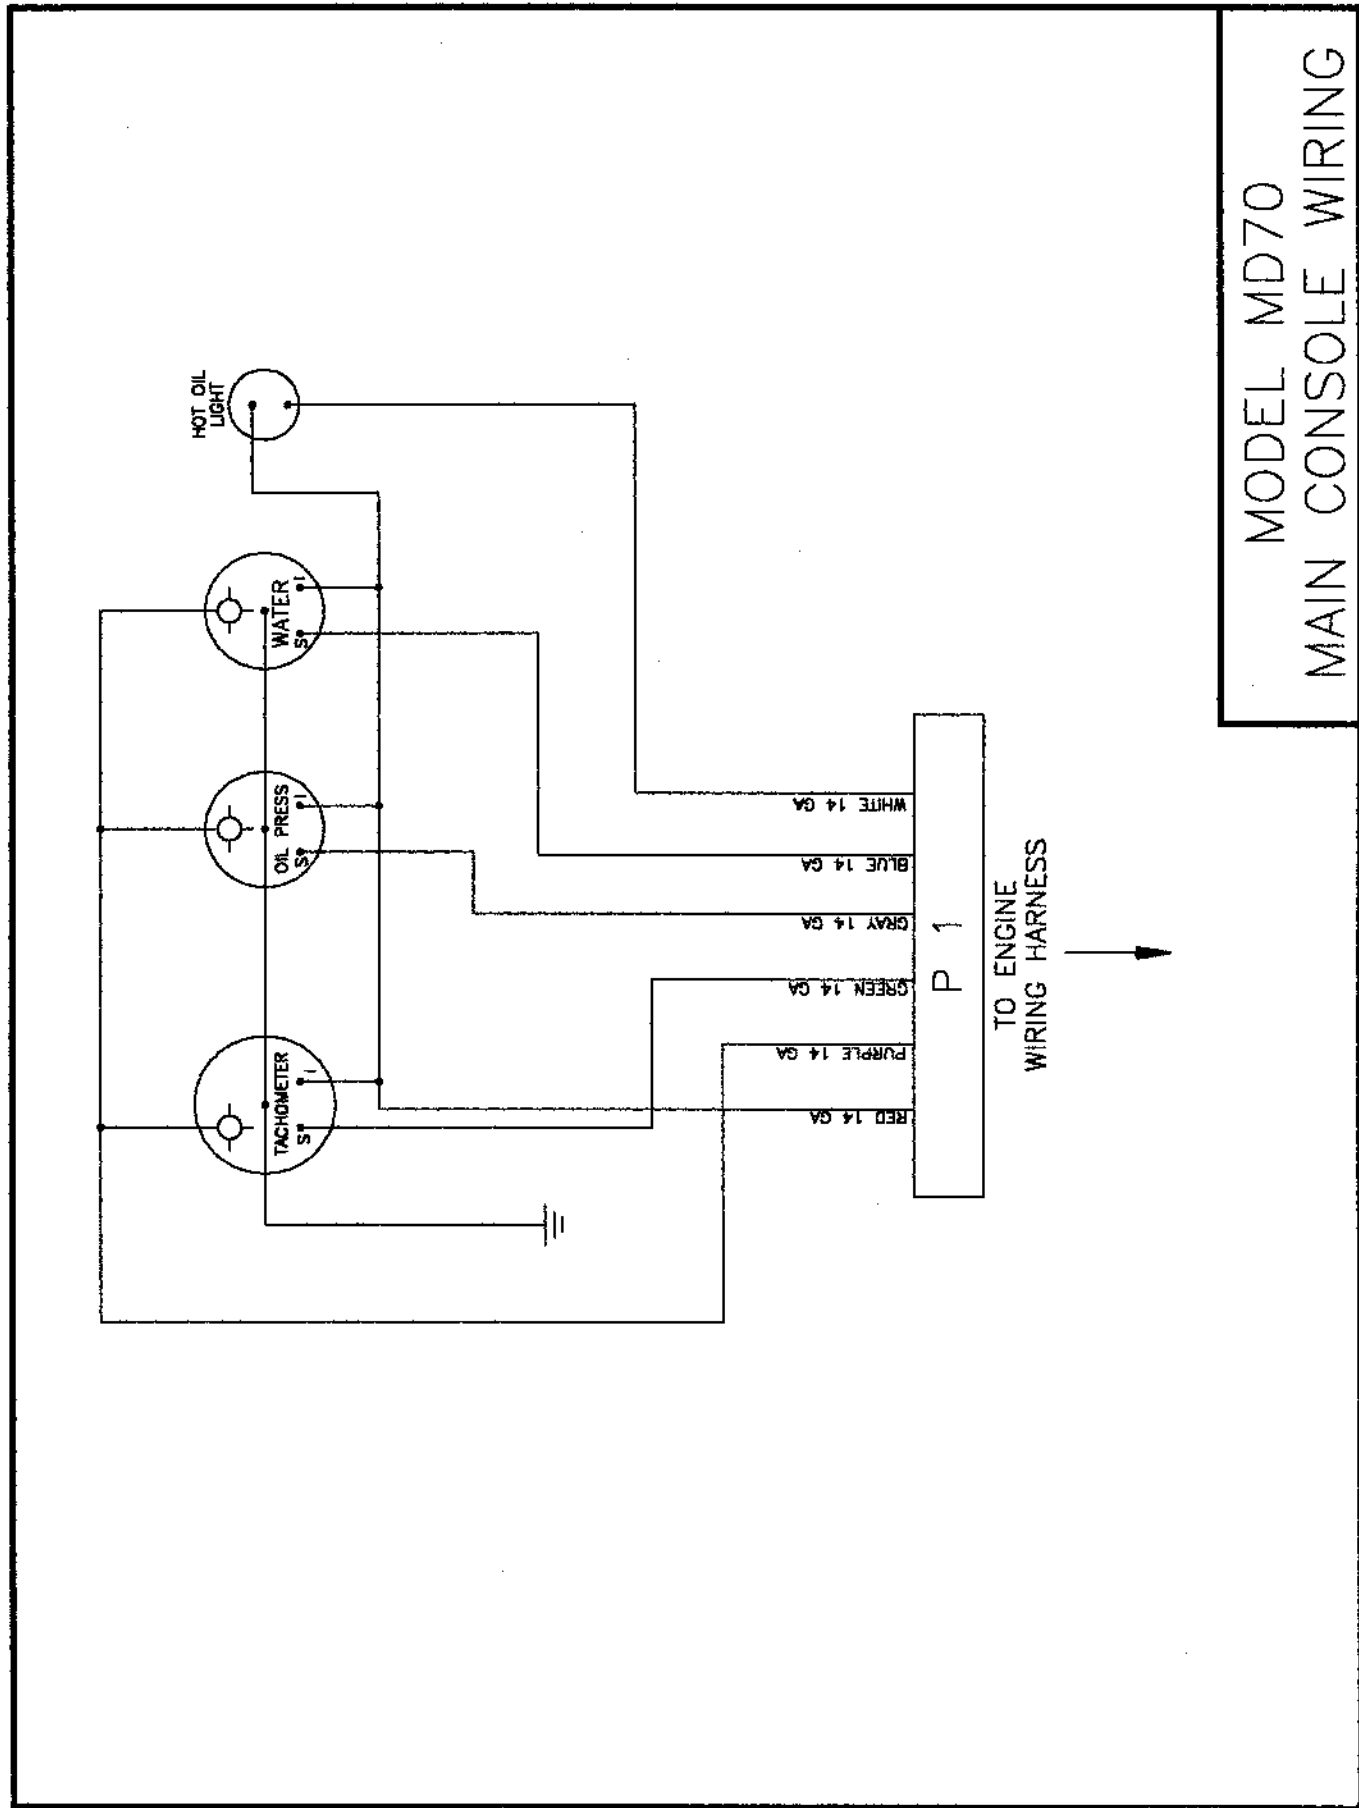 HOT OIL
LIGHT
WATER
I
S
OIL PRESS
I
S
TACHOMETER
I
S
WHITE 14 GA
BLUE 14 GA
GRAY 14 GA
GREEN 14 GA
PURPLE 14 GA
RED 14 GA
P 1
TO ENGINE
WIRING HARNESS
MODEL MD70
MAIN CONSOLE WIRING